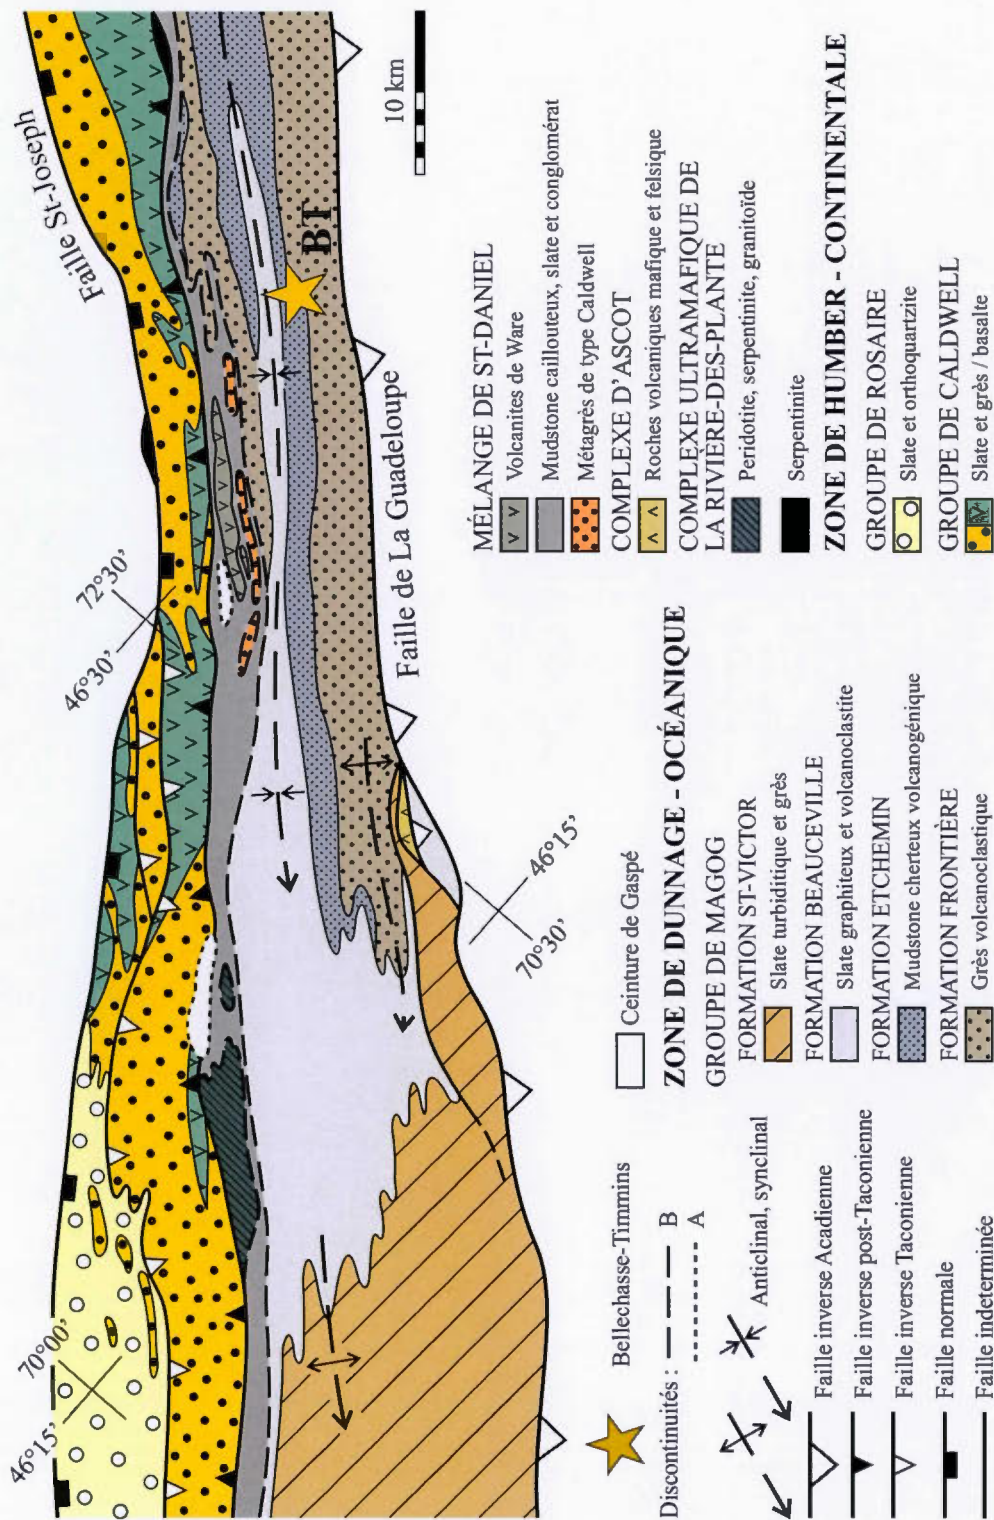 Faille St-Joseph
72°30'
46°30'
70°00'
46°15'
BT
10 km
Faille de La Guadeloupe
46°15'
70°30'
Bellechasse-Timmins
Discontinuités :
B
A
Anticlinal, synclinal
Faille inverse Acadienne
Faille inverse post-Taconienne
Faille inverse Taconienne
Faille normale
Faille indeterminée
Ceinture de Gaspé
ZONE DE DUNNAGE - OCÉANIQUE
GROUPE DE MAGOG
FORMATION ST-VICTOR
Slate turbiditique et grès
FORMATION BEAUCEVILLE
Slate graphiteux et volcanoclastite
FORMATION ETCHEMIN
Mudstone cherteux volcanogénique
FORMATION FRONTIÈRE
Grès volcanoclastique
MÉLANGE DE ST-DANIEL
Volcanites de Ware
Mudstone caillouteux, slate et conglomérat
Métagrès de type Caldwell
COMPLEXE D'ASCOT
Roches volcaniques mafique et felsique
COMPLEXE ULTRAMAFIQUE DE
LA RIVIÈRE-DES-PLANTE
Peridotite, serpentinite, granitoïde
Serpentinite
ZONE DE HUMBER - CONTINENTALE
GROUPE DE ROSAIRE
Slate et orthoquartzite
GROUPE DE CALDWELL
Slate et grès / basalte